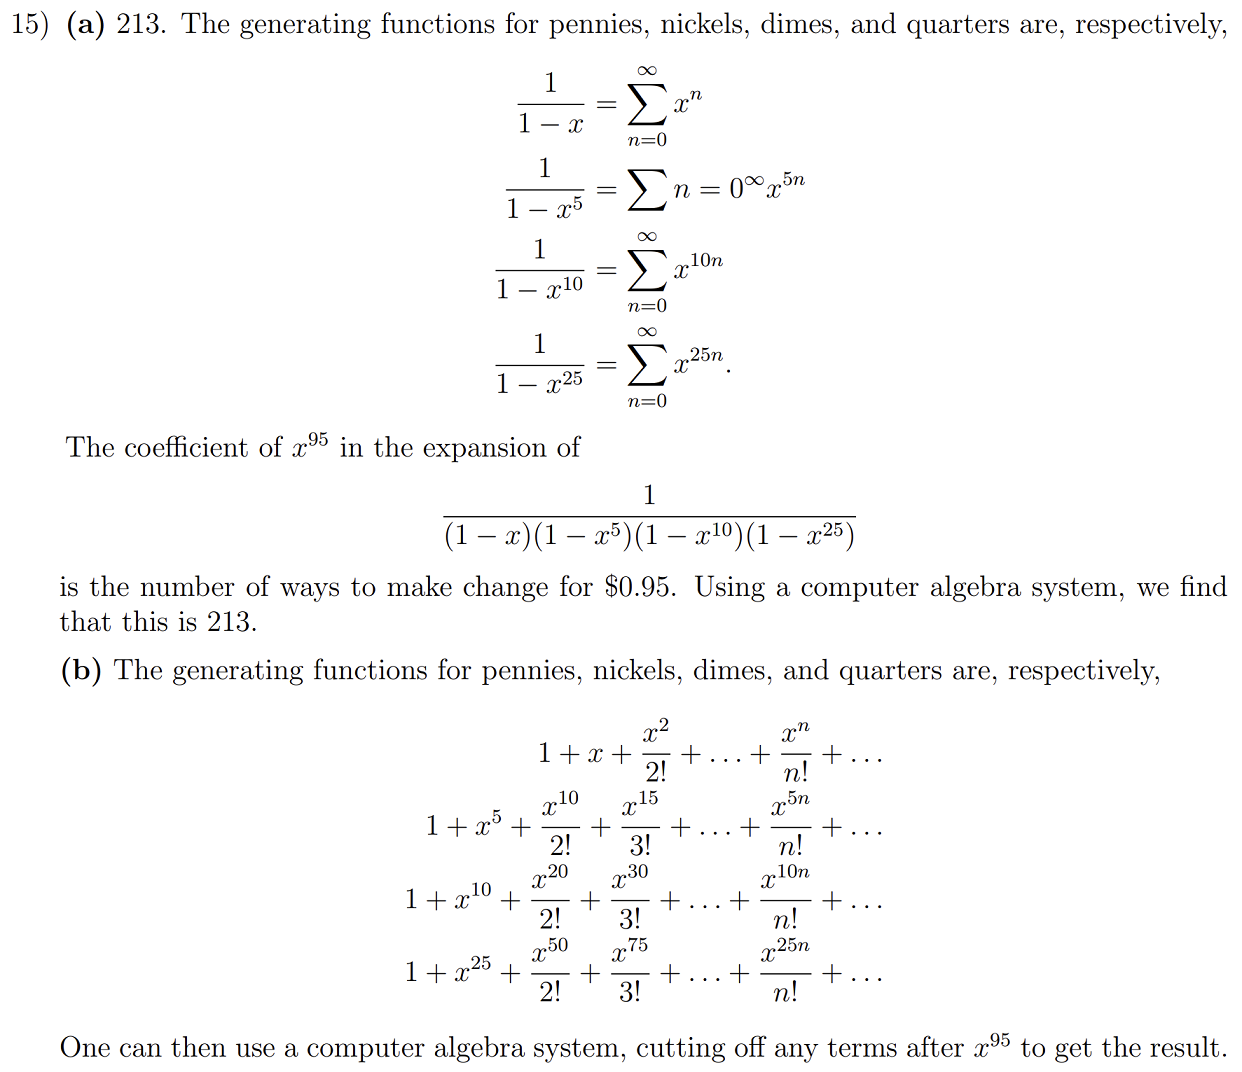 15) (a) 213. The generating functions for pennies, nickels, dimes, and quarters are, respectively,
\frac{1}{1 - x} = \sum_{n=0}^{\infty} x^n
\frac{1}{1 - x^5} = \sum n = 0^{\infty} x^{5n}
\frac{1}{1 - x^{10}} = \sum_{n=0}^{\infty} x^{10n}
\frac{1}{1 - x^{25}} = \sum_{n=0}^{\infty} x^{25n}.
The coefficient of x^{95} in the expansion of
\frac{1}{(1 - x)(1 - x^5)(1 - x^{10})(1 - x^{25})}
is the number of ways to make change for $0.95. Using a computer algebra system, we find
that this is 213.
(b) The generating functions for pennies, nickels, dimes, and quarters are, respectively,
1 + x + \frac{x^2}{2!} + \ldots + \frac{x^n}{n!} + \ldots
1 + x^5 + \frac{x^{10}}{2!} + \frac{x^{15}}{3!} + \ldots + \frac{x^{5n}}{n!} + \ldots
1 + x^{10} + \frac{x^{20}}{2!} + \frac{x^{30}}{3!} + \ldots + \frac{x^{10n}}{n!} + \ldots
1 + x^{25} + \frac{x^{50}}{2!} + \frac{x^{75}}{3!} + \ldots + \frac{x^{25n}}{n!} + \ldots
One can then use a computer algebra system, cutting off any terms after x^{95} to get the result.